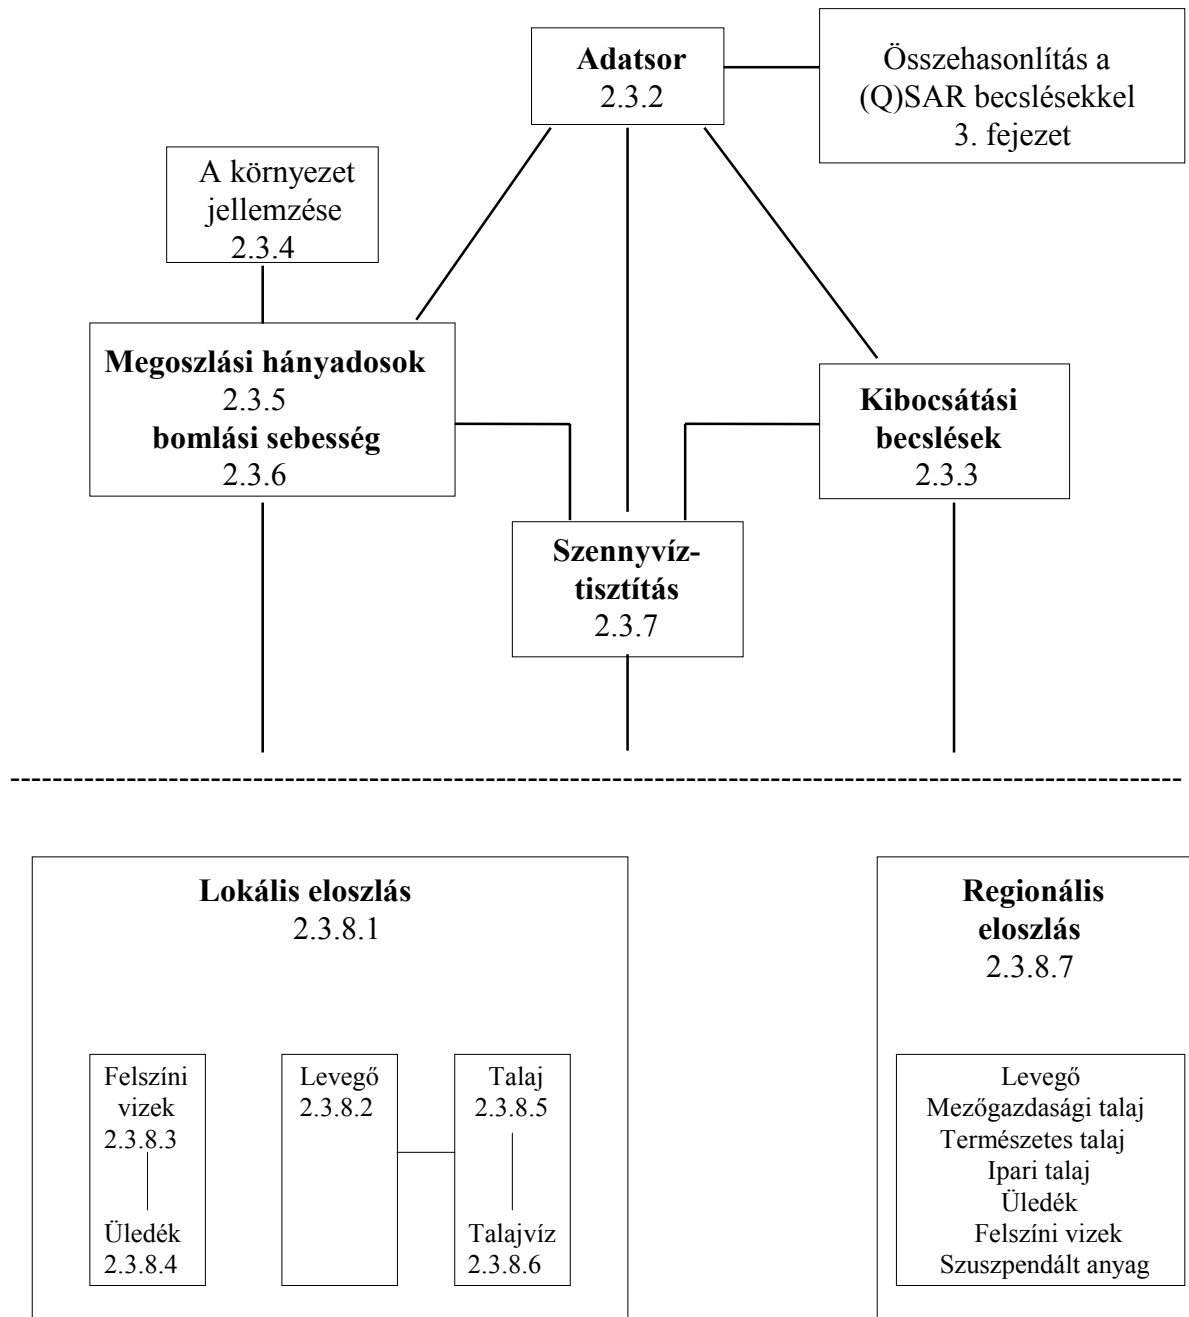 Adatsor
2.3.2
Összehasonlítás a
(Q)SAR becslésekkel
3. fejezet
A környezet
jellemzése
2.3.4
Megoszlási hányadosok
2.3.5
bomlási sebesség
2.3.6
Kibocsátási
becslések
2.3.3
Szennyvíz-
tisztítás
2.3.7
Lokális eloszlás
2.3.8.1
Felszíni
vizek
2.3.8.3
Üledék
2.3.8.4
Levegő
2.3.8.2
Talaj
2.3.8.5
Talajvíz
2.3.8.6
Regionális
eloszlás
2.3.8.7
Levegő
Mezőgazdasági talaj
Természetes talaj
Ipari talaj
Üledék
Felszíni vizek
Szuszpendált anyag